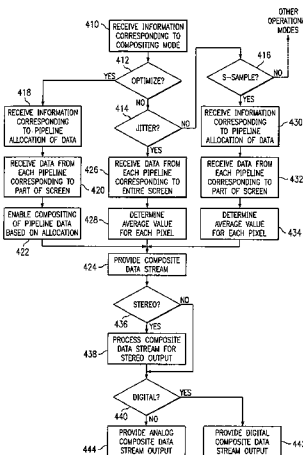 410
RECEIVE INFORMATION
CORRESPONDING TO
COMPOSITING MODE
OTHER
OPERATIONAL
MODES
412
OPTIMIZE?
YES
NO
414
JITTER?
NO
YES
416
S-SAMPLE?
NO
YES
418
RECEIVE INFORMATION
CORRESPONDING
TO PIPELINE
ALLOCATION OF DATA
RECEIVE INFORMATION
CORRESPONDING
TO PIPELINE
ALLOCATION OF DATA
430
RECEIVE DATA FROM
EACH PIPELINE
CORRESPONDING TO
PART OF SCREEN
420
426
RECEIVE DATA FROM
EACH PIPELINE
CORRESPONDING TO
ENTIRE SCREEN
RECEIVE DATA FROM
EACH PIPELINE
CORRESPONDING TO
PART OF SCREEN
432
ENABLE COMPOSITING
OF PIPELINE DATA
BASED ON ALLOCATION
422
428
DETERMINE
AVERAGE VALUE
FOR EACH PIXEL
DETERMINE
AVERAGE VALUE
FOR EACH PIXEL
434
424
PROVIDE COMPOSITE
DATA STREAM
STEREO?
NO
436
YES
438
PROCESS COMPOSITE
DATA STREAM FOR
STEREO OUTPUT
DIGITAL?
YES
440
NO
444
PROVIDE ANALOG
COMPOSITE DATA
STREAM OUTPUT
PROVIDE DIGITAL
COMPOSITE DATA
STREAM OUTPUT